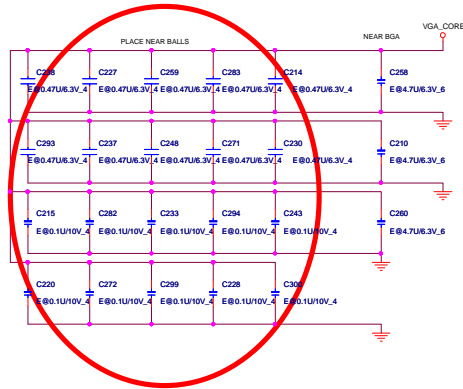 VGA_CORE
PLACE NEAR BALLS
NEAR BGA
C238 C227 C259 C283 C214 C258
E@0.47U/6.3V_4 E@0.47U/6.3V_4 E@0.47U/6.3V_4 E@0.47U/6.3V_4 E@0.47U/6.3V_4 E@4.7U/6.3V_6
C293 C237 C248 C271 C230 C210
E@0.47U/6.3V_4 E@0.47U/6.3V_4 E@0.47U/6.3V_4 E@0.47U/6.3V_4 E@0.47U/6.3V_4 E@4.7U/6.3V_6
C215 C282 C233 C294 C243 C260
E@0.1U/10V_4 E@0.1U/10V_4 E@0.1U/10V_4 E@0.1U/10V_4 E@0.1U/10V_4 E@4.7U/6.3V_6
C220 C272 C299 C228 C300
E@0.1U/10V_4 E@0.1U/10V_4 E@0.1U/10V_4 E@0.1U/10V_4 E@0.1U/10V_4